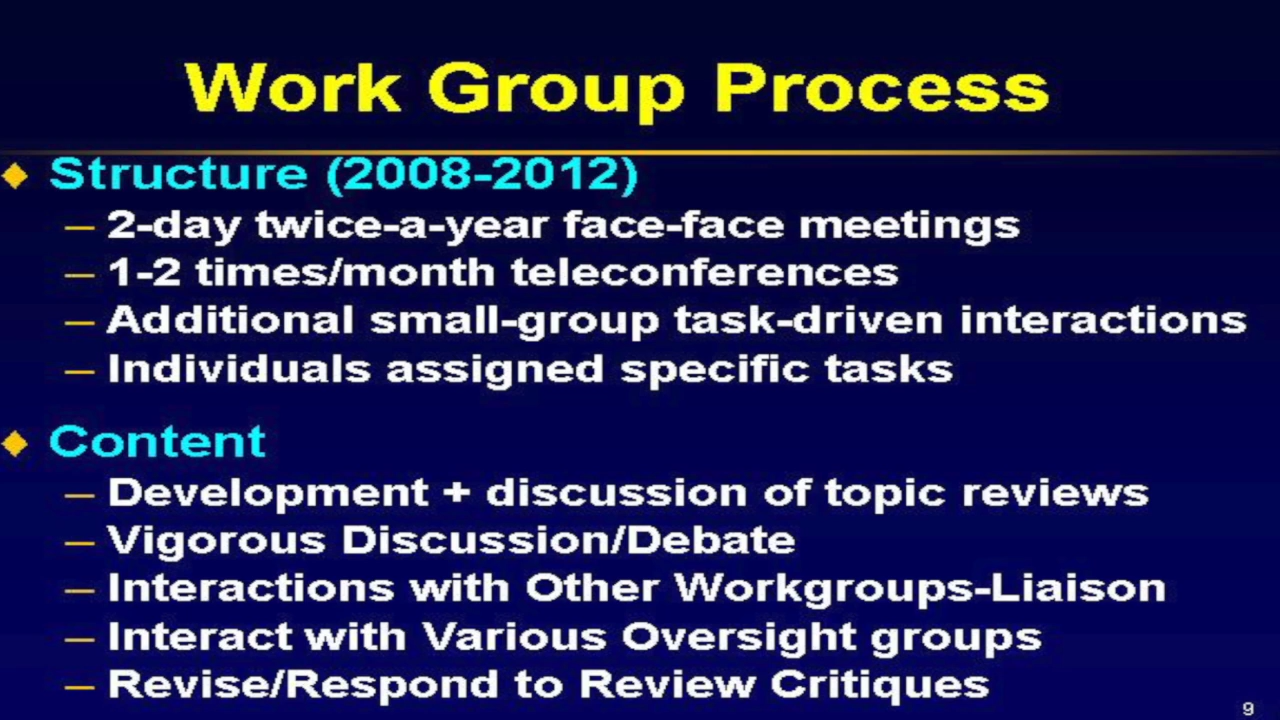 Work Group Process
Structure (2008-2012)
– 2-day twice-a-year face-face meetings
– 1-2 times/month teleconferences
– Additional small-group task-driven interactions
– Individuals assigned specific tasks
Content
– Development + discussion of topic reviews
– Vigorous Discussion/Debate
– Interactions with Other Workgroups-Liaison
– Interact with Various Oversight groups
– Revise/Respond to Review Critiques
9